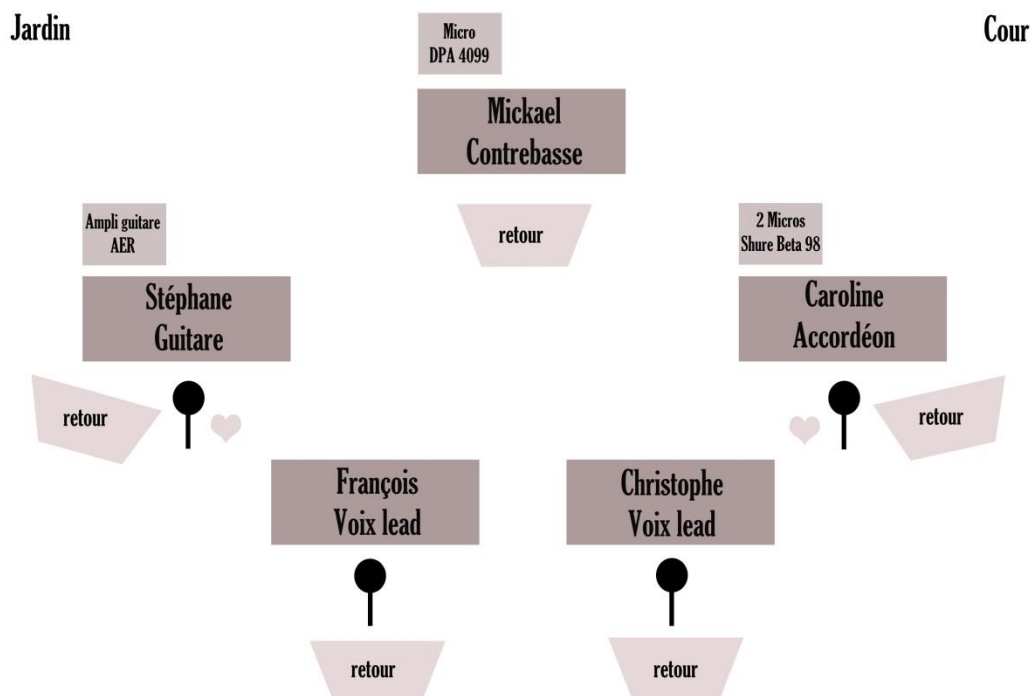 Jardin
Cour
Micro
DPA 4099
Mickael
Contrebasse
retour
Ampli guitare
AER
Stéphane
Guitare
retour
2 Micros
Shure Beta 98
Caroline
Accordéon
retour
François
Voix lead
retour
Christophe
Voix lead
retour